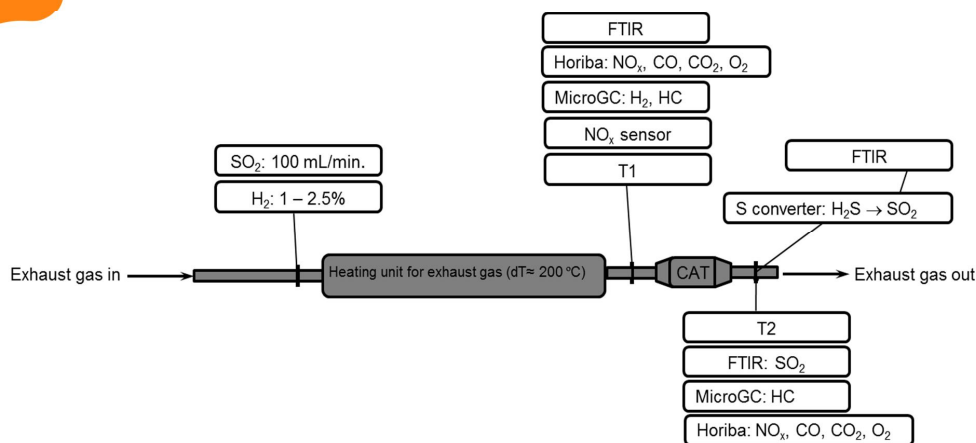 FTIR
Horiba: NOₓ, CO, CO₂, O₂
MicroGC: H₂, HC
NOₓ sensor
T1
SO₂: 100 mL/min.
H₂: 1 – 2.5%
FTIR
S converter: H₂S → SO₂
Exhaust gas in
Heating unit for exhaust gas (dT≈ 200 ºC)
CAT
Exhaust gas out
T2
FTIR: SO₂
MicroGC: HC
Horiba: NOₓ, CO, CO₂, O₂